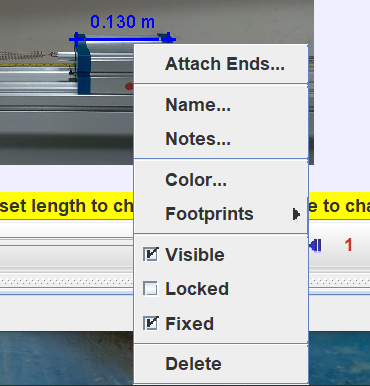 0.130 m
Attach Ends...
Name...
Notes...
set length to ch
Color...
Footprints
e to cha
1
Visible
Locked
Fixed
Delete